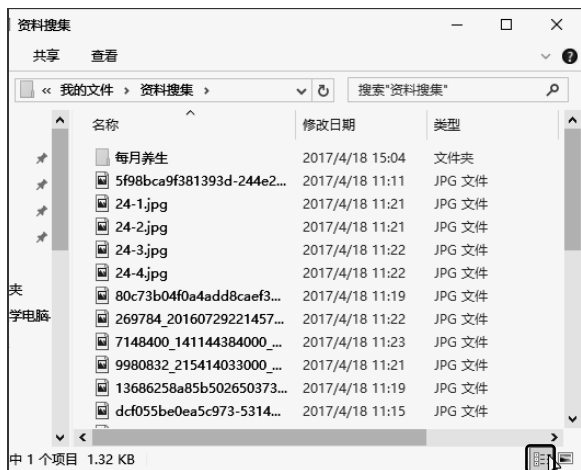 资料搜集
共享 查看
« 我的文件 › 资料搜集 › 搜索"资料搜集"
名称 修改日期 类型
每月养生 2017/4/18 15:04 文件夹
5f98bca9f381393d-244e2... 2017/4/18 11:11 JPG 文件
24-1.jpg 2017/4/18 11:21 JPG 文件
24-2.jpg 2017/4/18 11:21 JPG 文件
24-3.jpg 2017/4/18 11:22 JPG 文件
24-4.jpg 2017/4/18 11:22 JPG 文件
80c73b04f0a4add8caef3... 2017/4/18 11:19 JPG 文件
夹
269784_20160729221457... 2017/4/18 11:22 JPG 文件
学电脑
7148400_141144384000_... 2017/4/18 11:23 JPG 文件
9980832_215414033000_... 2017/4/18 11:21 JPG 文件
13686258a85b502650373... 2017/4/18 11:19 JPG 文件
dcf055be0ea5c973-5314... 2017/4/18 11:15 JPG 文件
中 1 个项目 1.32 KB